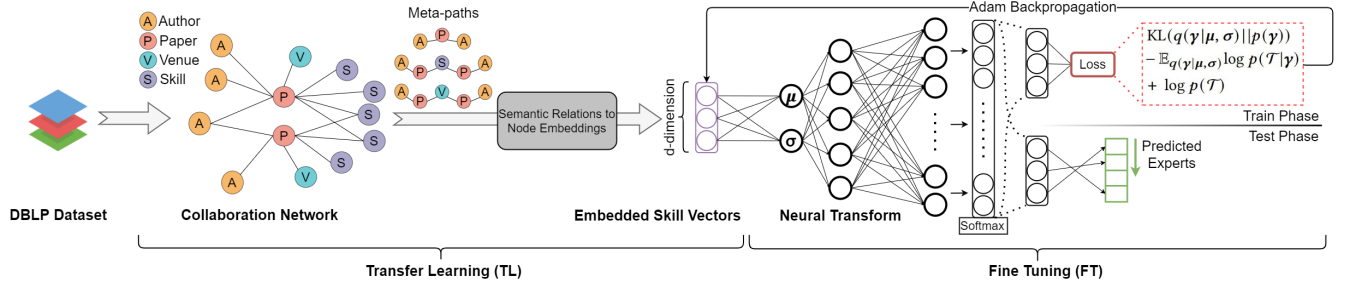 Adam Backpropagation
Meta-paths
A Author
P Paper
V Venue
S Skill
A
A
A
A
P
P
V
V
S
S
S
S
S
A P A
A P S P A
A P V P A
Semantic Relations to
Node Embeddings
d-dimension
μ
σ
Softmax
Loss
KL(q(γ|μ, σ)||p(γ))
− 𝔼q(γ|μ,σ) log p(𝒯|γ)
+ log p(𝒯)
Train Phase
Test Phase
Predicted
Experts
DBLP Dataset
Collaboration Network
Embedded Skill Vectors
Neural Transform
Transfer Learning (TL)
Fine Tuning (FT)